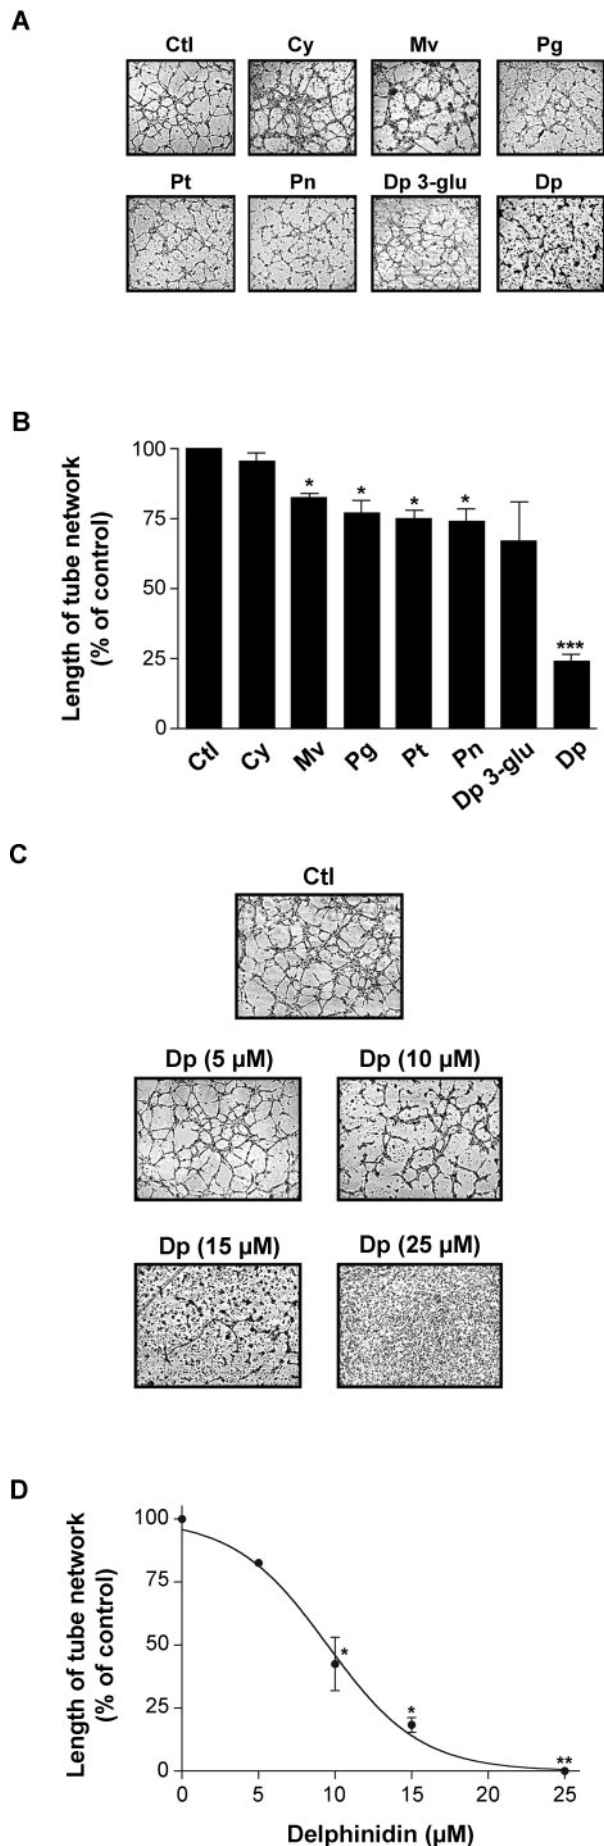 A
Ctl Cy Mv Pg
Pt Pn Dp 3-glu Dp
B
Length of tube network
(% of control)
100
75
50
25
0
* * * * ***
Ctl Cy Mv Pg Pt Pn Dp 3-glu Dp
C
Ctl
Dp (5 µM) Dp (10 µM)
Dp (15 µM) Dp (25 µM)
D
Length of tube network
(% of control)
100
75
50
25
0
* * **
0 5 10 15 20 25
Delphinidin (µM)